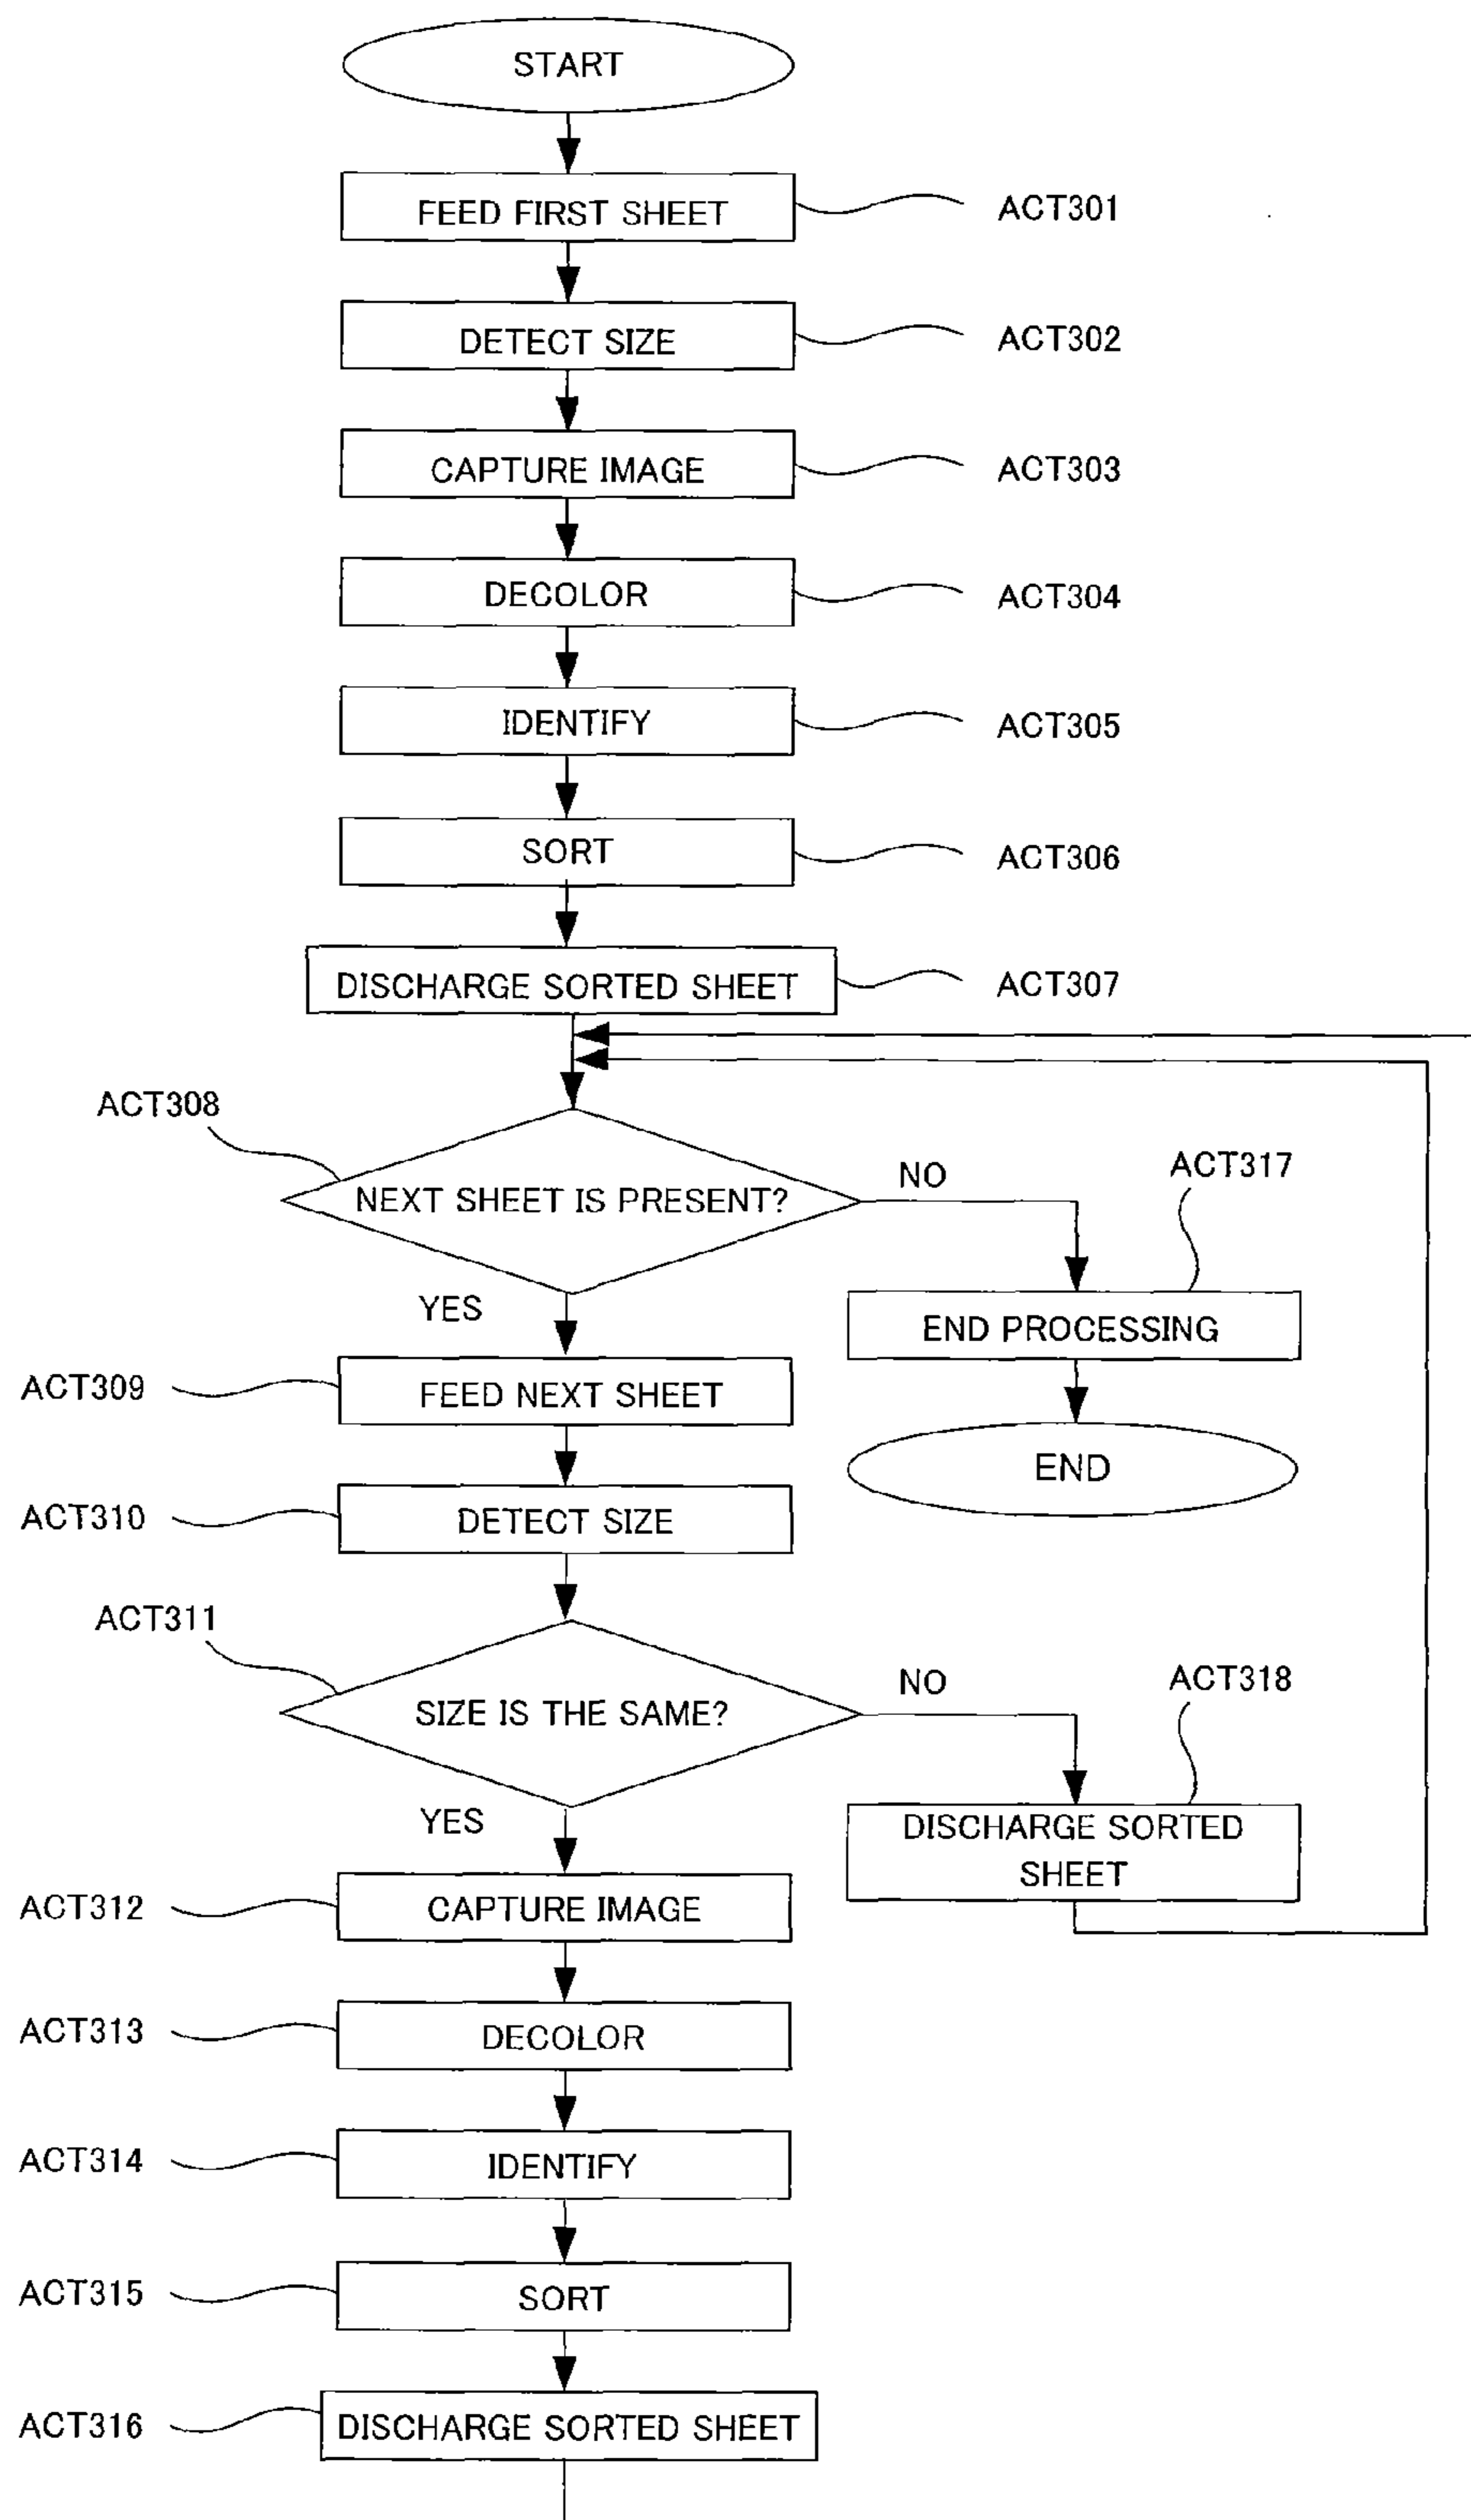 START
FEED FIRST SHEET
ACT301
DETECT SIZE
ACT302
CAPTURE IMAGE
ACT303
DECOLOR
ACT304
IDENTIFY
ACT305
SORT
ACT306
DISCHARGE SORTED SHEET
ACT307
ACT308
NEXT SHEET IS PRESENT?
NO
ACT317
YES
END PROCESSING
ACT309
FEED NEXT SHEET
END
ACT310
DETECT SIZE
ACT311
SIZE IS THE SAME?
NO
ACT318
YES
DISCHARGE SORTED
SHEET
ACT312
CAPTURE IMAGE
ACT313
DECOLOR
ACT314
IDENTIFY
ACT315
SORT
ACT316
DISCHARGE SORTED SHEET